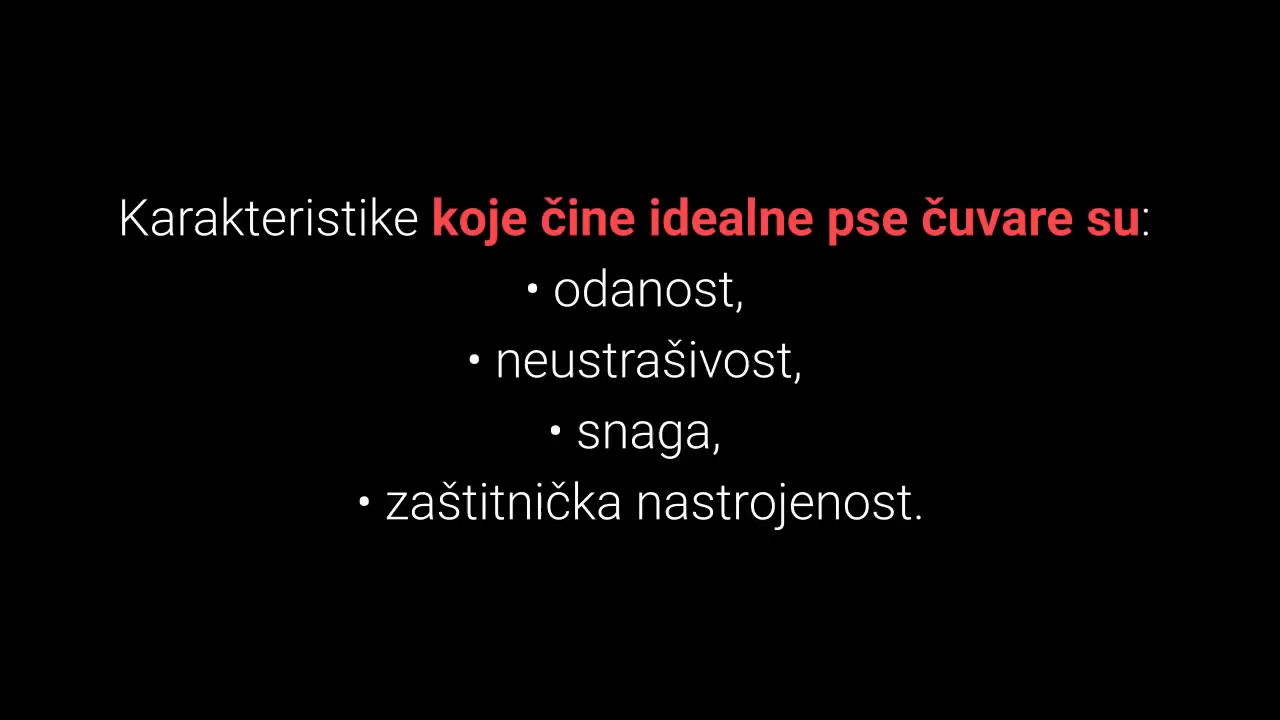 Karakteristike koje čine idealne pse čuvare su:
• odanost,
• neustrašivost,
• snaga,
• zaštitnička nastrojenost.